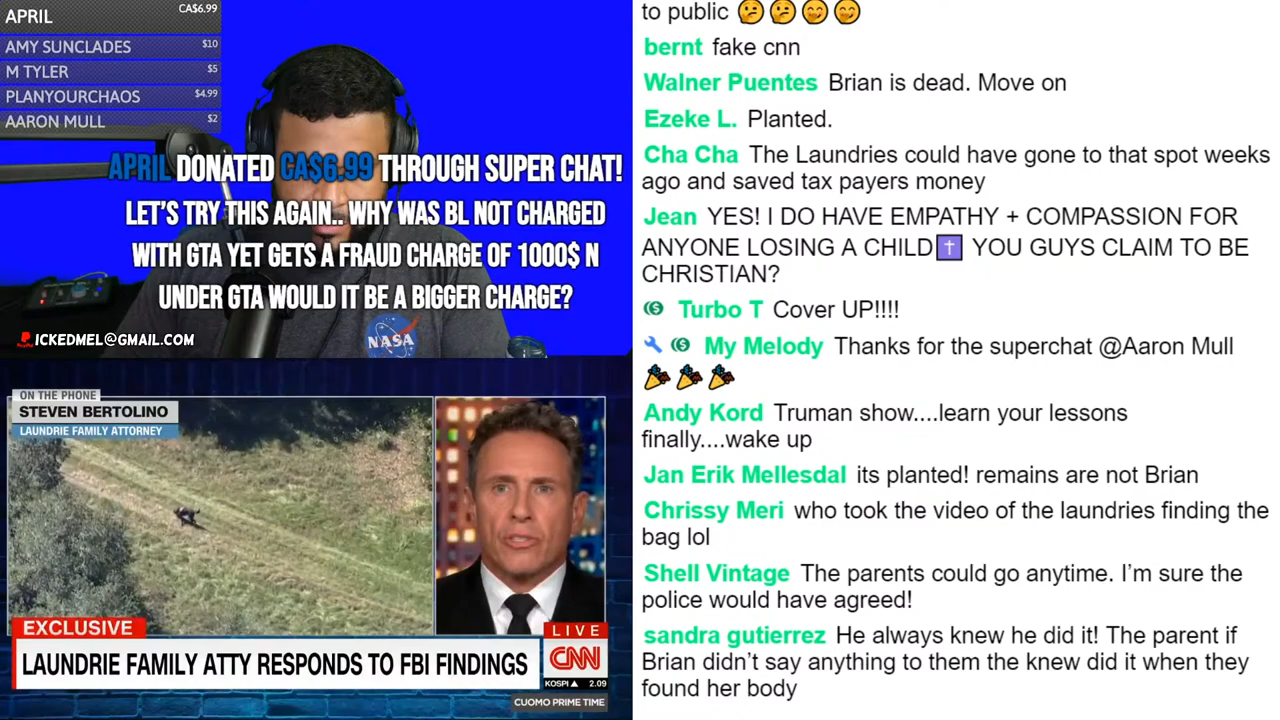 APRIL CA$6.99
AMY SUNCLADES $10
M TYLER $5
PLANYOURCHAOS $4.99
AARON MULL $2
APRIL DONATED CA$6.99 THROUGH SUPER CHAT!
LET'S TRY THIS AGAIN.. WHY WAS BL NOT CHARGED
WITH GTA YET GETS A FRAUD CHARGE OF 1000$ N
UNDER GTA WOULD IT BE A BIGGER CHARGE?
NASA
ICKEDMEL@GMAIL.COM
ON THE PHONE
STEVEN BERTOLINO
LAUNDRIE FAMILY ATTORNEY
EXCLUSIVE
LAUNDRIE FAMILY ATTY RESPONDS TO FBI FINDINGS
LIVE
CNN
KOSPI ▲ 2.09
CUOMO PRIME TIME
to public 🤔 🤔 🤭 🤭
bernt fake cnn
Walner Puentes Brian is dead. Move on
Ezeke L. Planted.
Cha Cha The Laundries could have gone to that spot weeks
ago and saved tax payers money
Jean YES! I DO HAVE EMPATHY + COMPASSION FOR
ANYONE LOSING A CHILD✝️ YOU GUYS CLAIM TO BE
CHRISTIAN?
Turbo T Cover UP!!!!
My Melody Thanks for the superchat @Aaron Mull
🎉 🎉 🎉
Andy Kord Truman show....learn your lessons
finally....wake up
Jan Erik Mellesdal its planted! remains are not Brian
Chrissy Meri who took the video of the laundries finding the
bag lol
Shell Vintage The parents could go anytime. I'm sure the
police would have agreed!
sandra gutierrez He always knew he did it! The parent if
Brian didn't say anything to them the knew did it when they
found her body